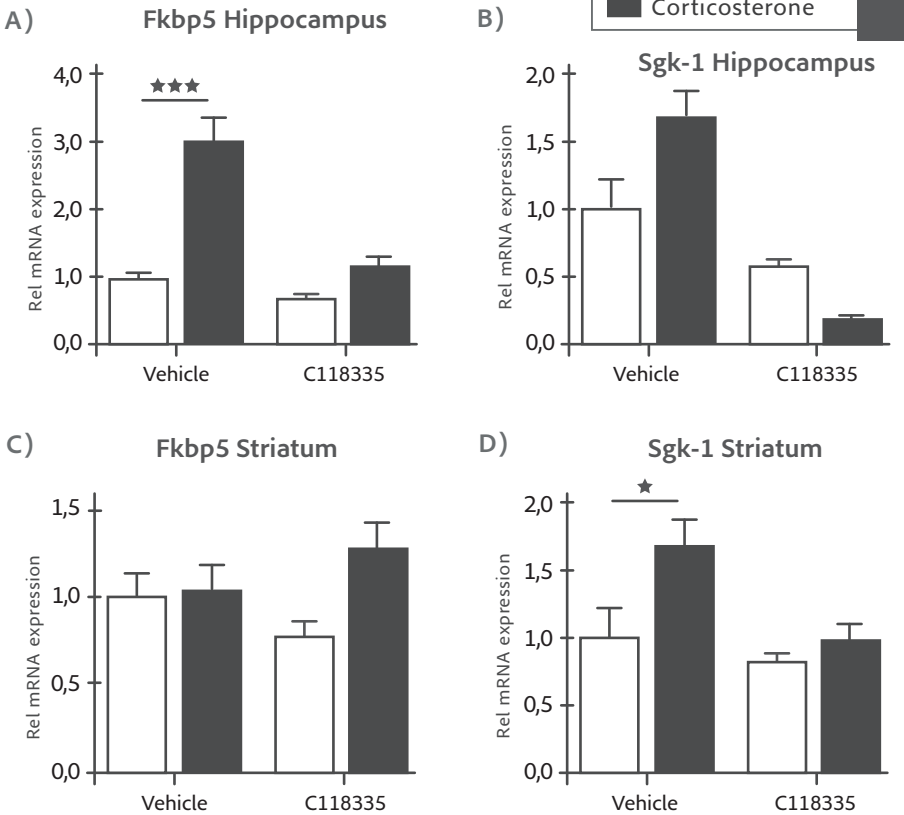 Corticosterone
A)
Fkbp5 Hippocampus
4,0
3,0
2,0
1,0
0,0
Rel mRNA expression
Vehicle
C118335
B)
Sgk-1 Hippocampus
2,0
1,5
1,0
0,5
0,0
Rel mRNA expression
Vehicle
C118335
C)
Fkbp5 Striatum
1,5
1,0
0,5
0,0
Rel mRNA expression
Vehicle
C118335
D)
Sgk-1 Striatum
2,0
1,5
1,0
0,5
0,0
Rel mRNA expression
Vehicle
C118335